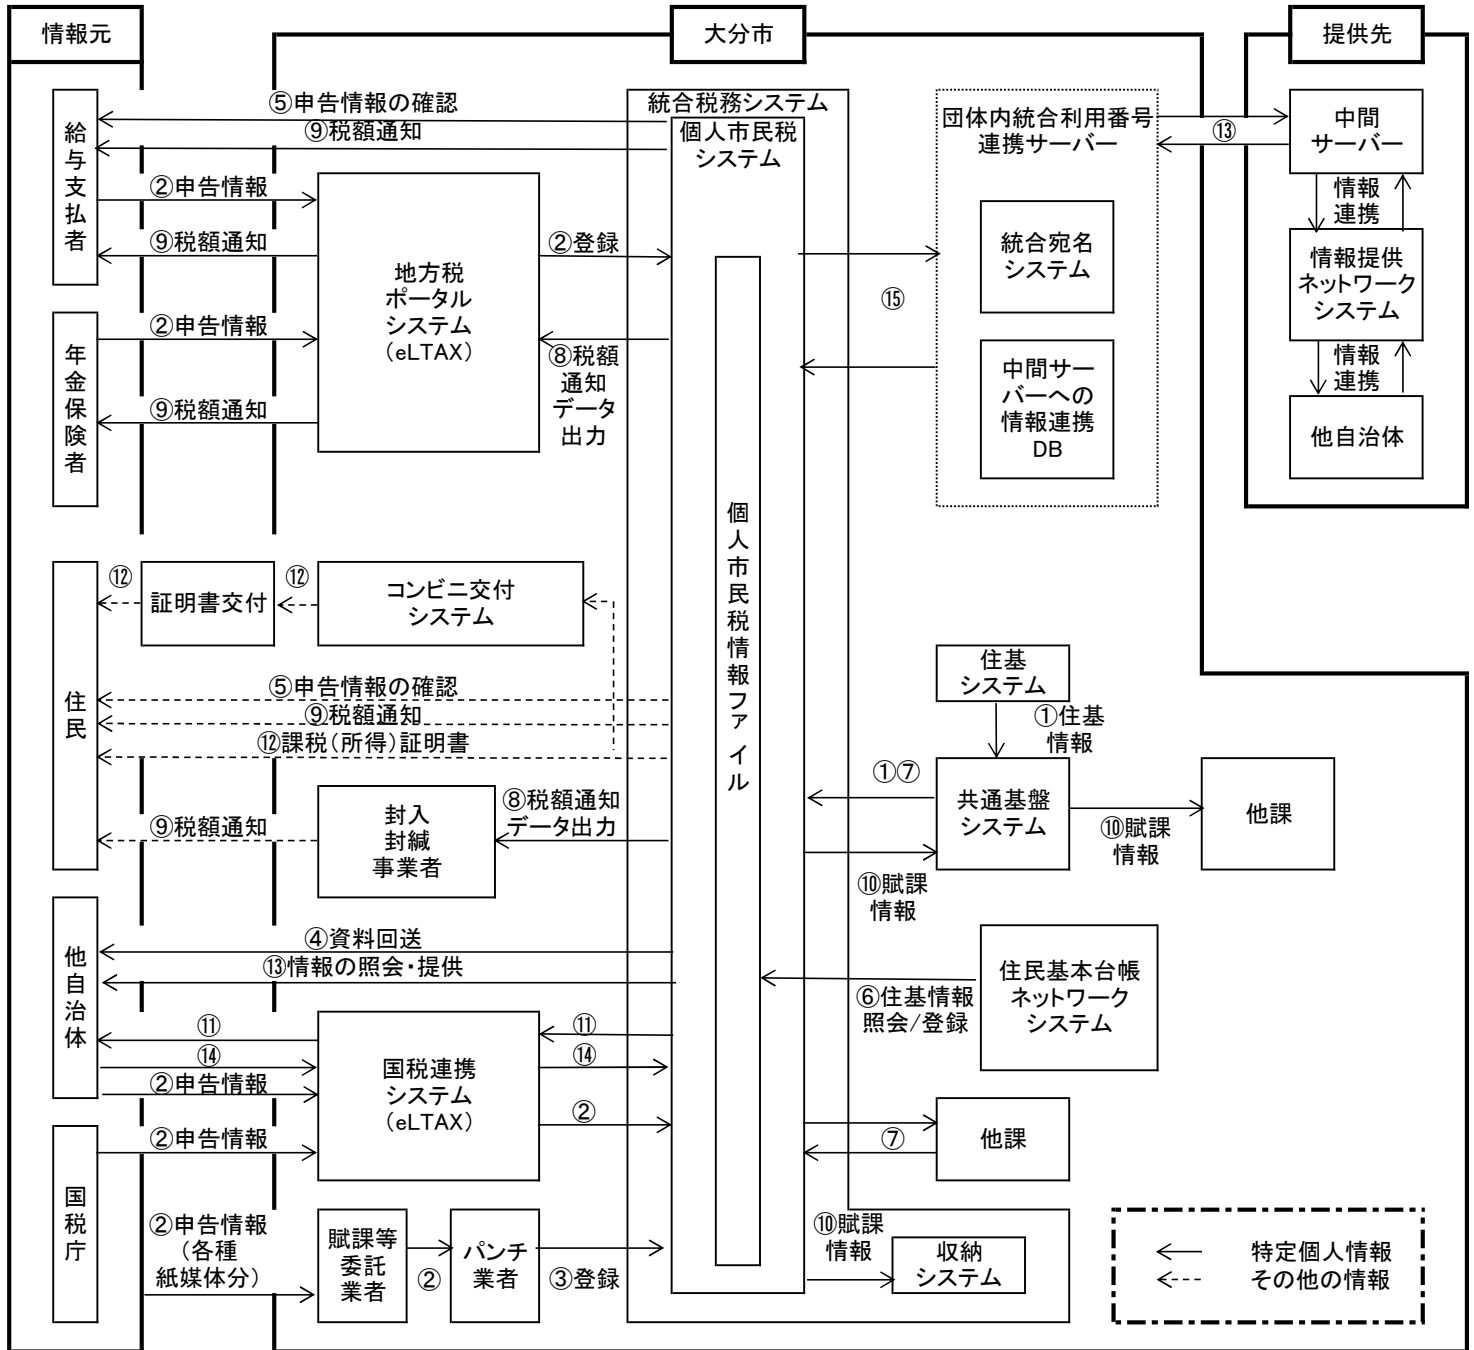 情報元
大分市
提供先
給与支払者
年金保険者
住民
他自治体
国税庁
⑤申告情報の確認
⑨税額通知
②申告情報
⑨税額通知
②申告情報
⑨税額通知
地方税
ポータル
システム
（eLTAX）
②登録
⑧税額
通知
データ
出力
統合税務システム
個人市民税
システム
個人市民税情報ファイル
団体内統合利用番号
連携サーバー
統合宛名
システム
中間サー
バーへの
情報連携
DB
⑮
⑬
中間
サーバー
情報
連携
情報提供
ネットワーク
システム
情報
連携
他自治体
⑫
証明書交付
⑫
コンビニ交付
システム
⑤申告情報の確認
⑨税額通知
⑫課税（所得）証明書
⑨税額通知
封入
封緘
事業者
⑧税額通知
データ出力
住基
システム
①住基
情報
①⑦
共通基盤
システム
⑩賦課
情報
他課
⑩賦課
情報
④資料回送
⑬情報の照会・提供
⑥住基情報
照会/登録
住民基本台帳
ネットワーク
システム
⑪
⑭
②申告情報
②申告情報
国税連携
システム
（eLTAX）
⑪
⑭
②
⑦
他課
②申告情報
（各種
紙媒体分）
賦課等
委託
業者
②
パンチ
業者
③登録
⑩賦課
情報
収納
システム
特定個人情報
その他の情報